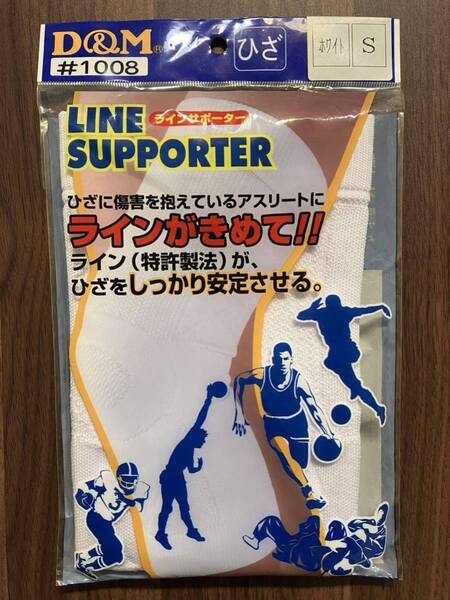 D&M®
ひざ
ホワイト
S
#1008
LINE
ラインサポーター
SUPPORTER
ひざに傷害を抱えているアスリートに
ラインがきめて!!
ライン(特許製法)が、
ひざをしっかり安定させる。
3